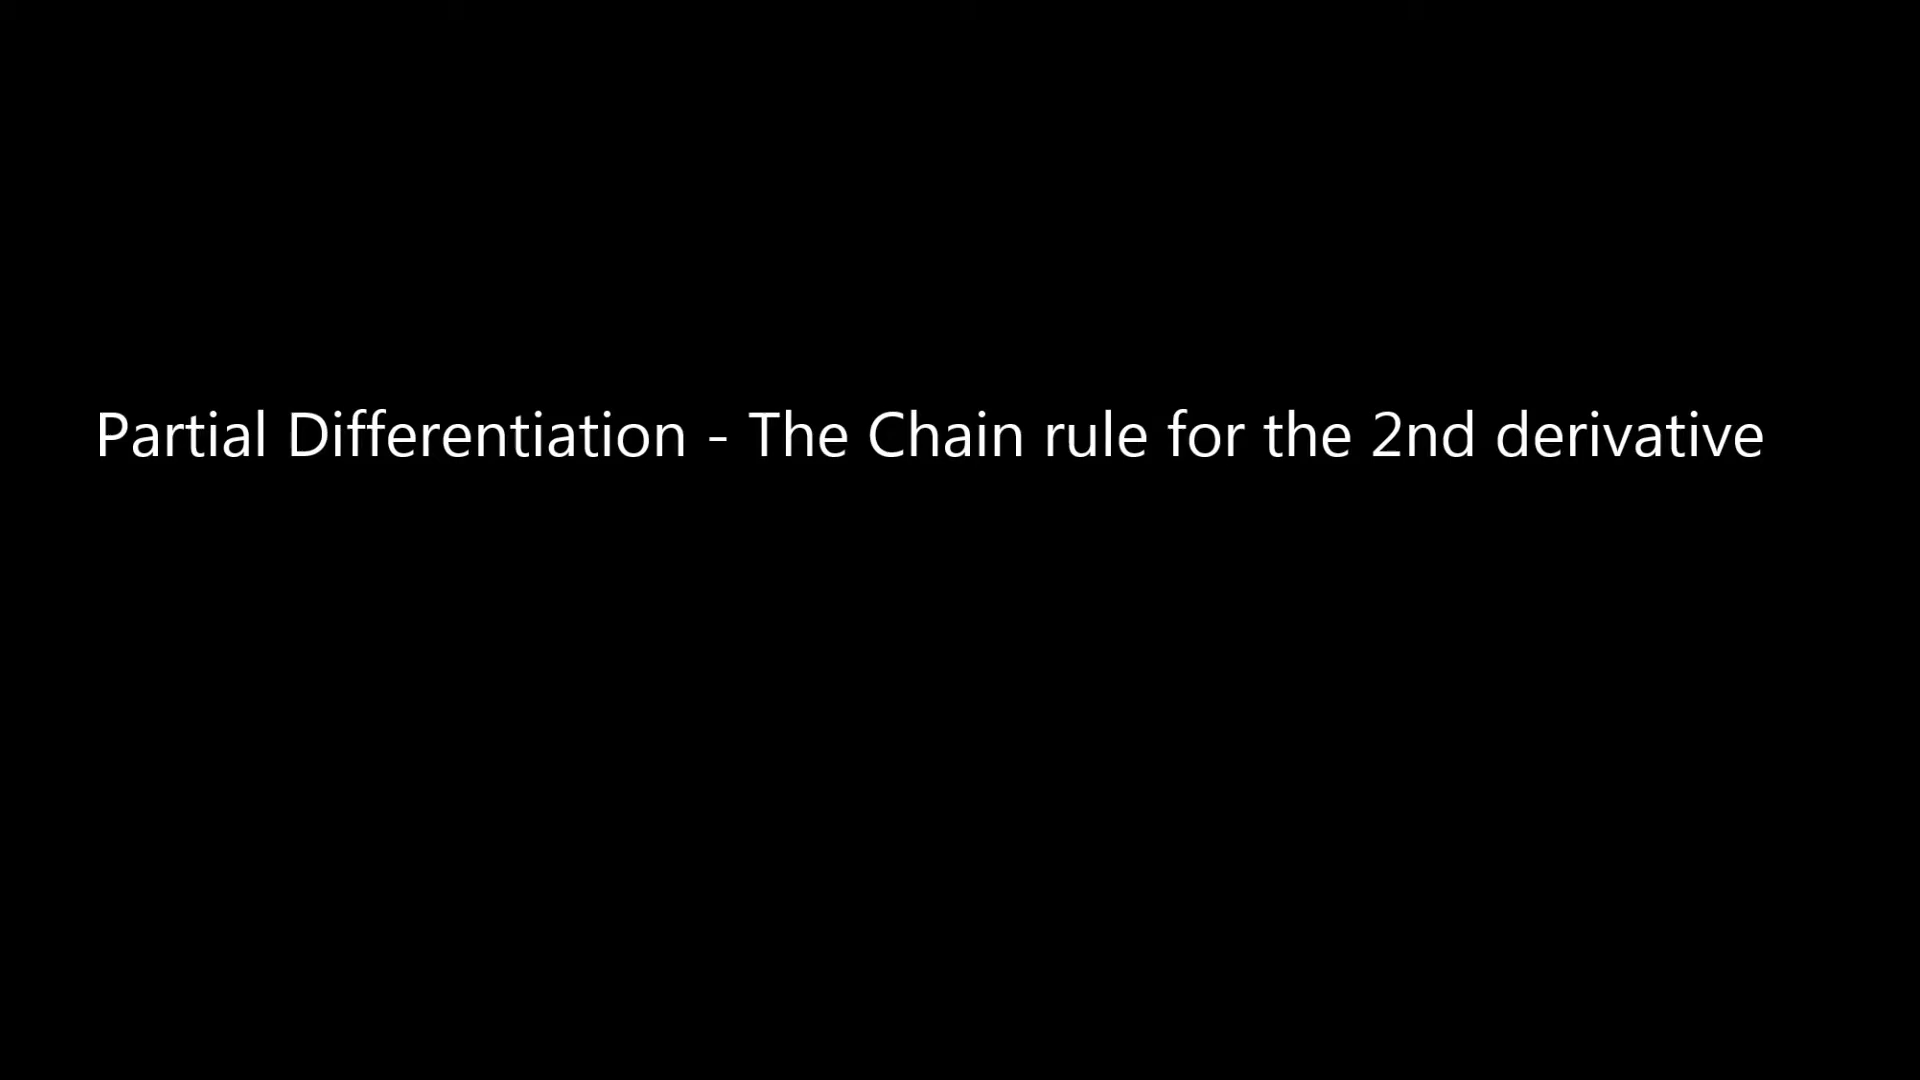 Partial Differentiation - The Chain rule for the 2nd derivative